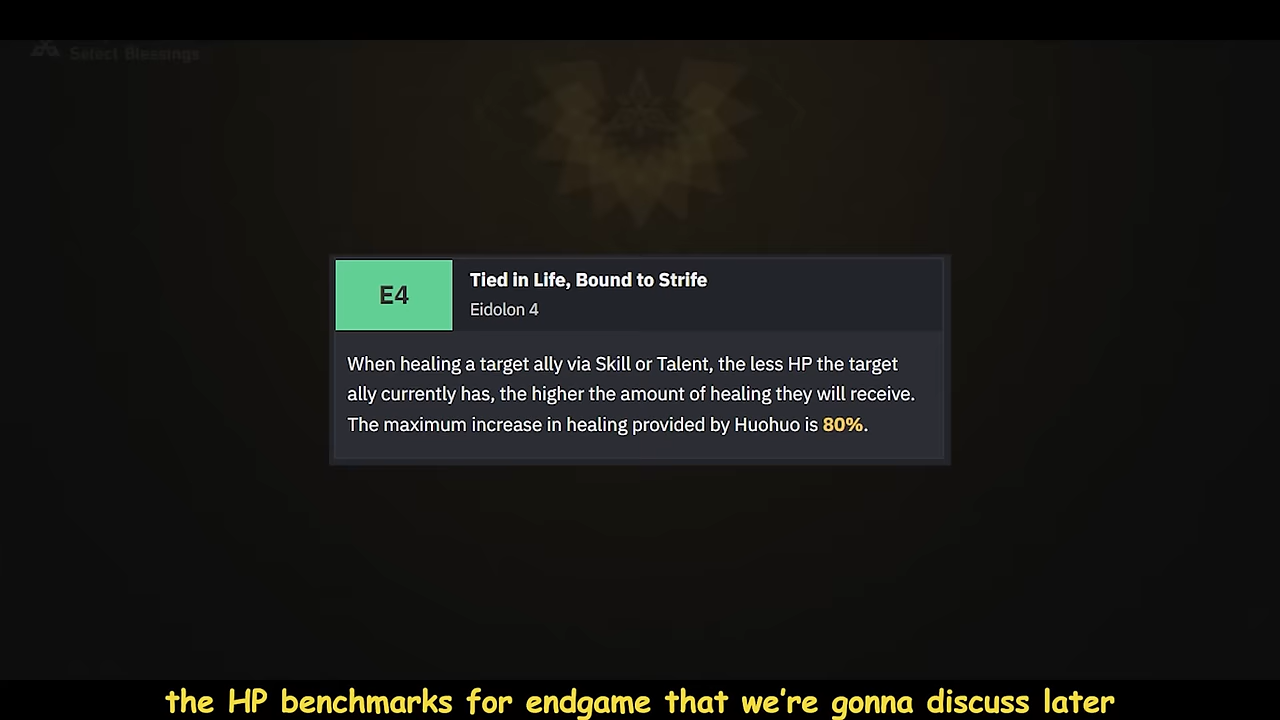 Select Blessings
E4
Tied in Life, Bound to Strife
Eidolon 4
When healing a target ally via Skill or Talent, the less HP the target
ally currently has, the higher the amount of healing they will receive.
The maximum increase in healing provided by Huohuo is 80%.
the HP benchmarks for endgame that we're gonna discuss later